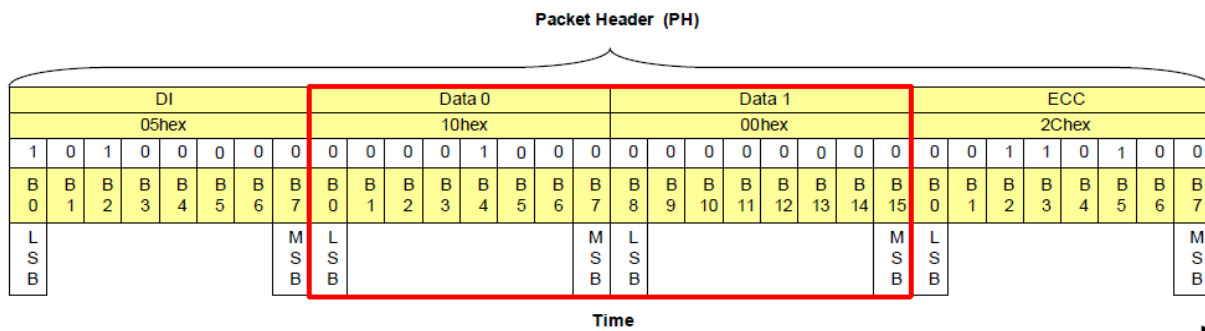 Packet Header (PH)
DI Data 0 Data 1 ECC
05hex 10hex 00hex 2Chex
1 0 1 0 0 0 0 0 0 0 0 0 1 0 0 0 0 0 0 0 0 0 0 0 0 0 1 1 0 1 0 0
B B B B B B B B B B B B B B B B B B B B B B B B B B B B B B B B
0 1 2 3 4 5 6 7 0 1 2 3 4 5 6 7 8 9 10 11 12 13 14 15 0 1 2 3 4 5 6 7
L M L M L M L M
S S S S S S S S
B B B B B B B B
Time